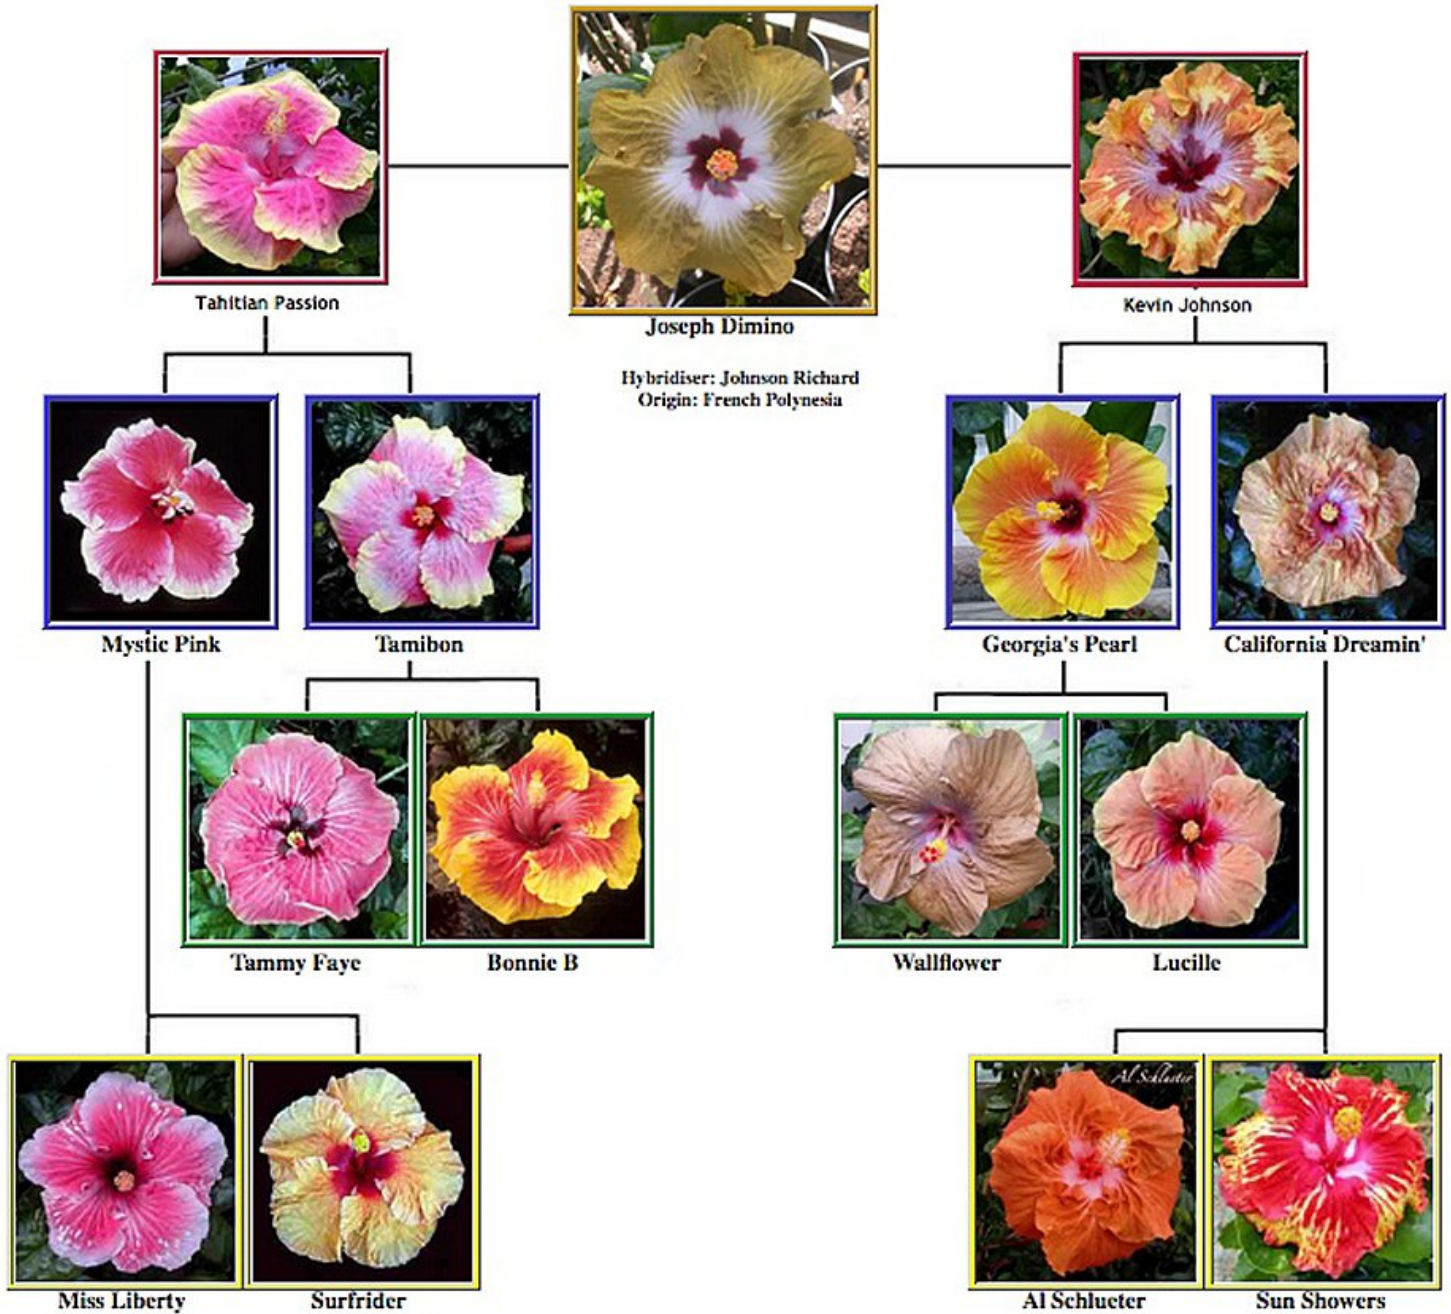 Tahitian Passion
Joseph Dimino
Kevin Johnson
Hybridiser: Johnson Richard
Origin: French Polynesia
Mystic Pink
Tamibon
Georgia's Pearl
California Dreamin'
Tammy Faye
Bonnie B
Wallflower
Lucille
Al Schlueter
Miss Liberty
Surfrider
Al Schlueter
Sun Showers